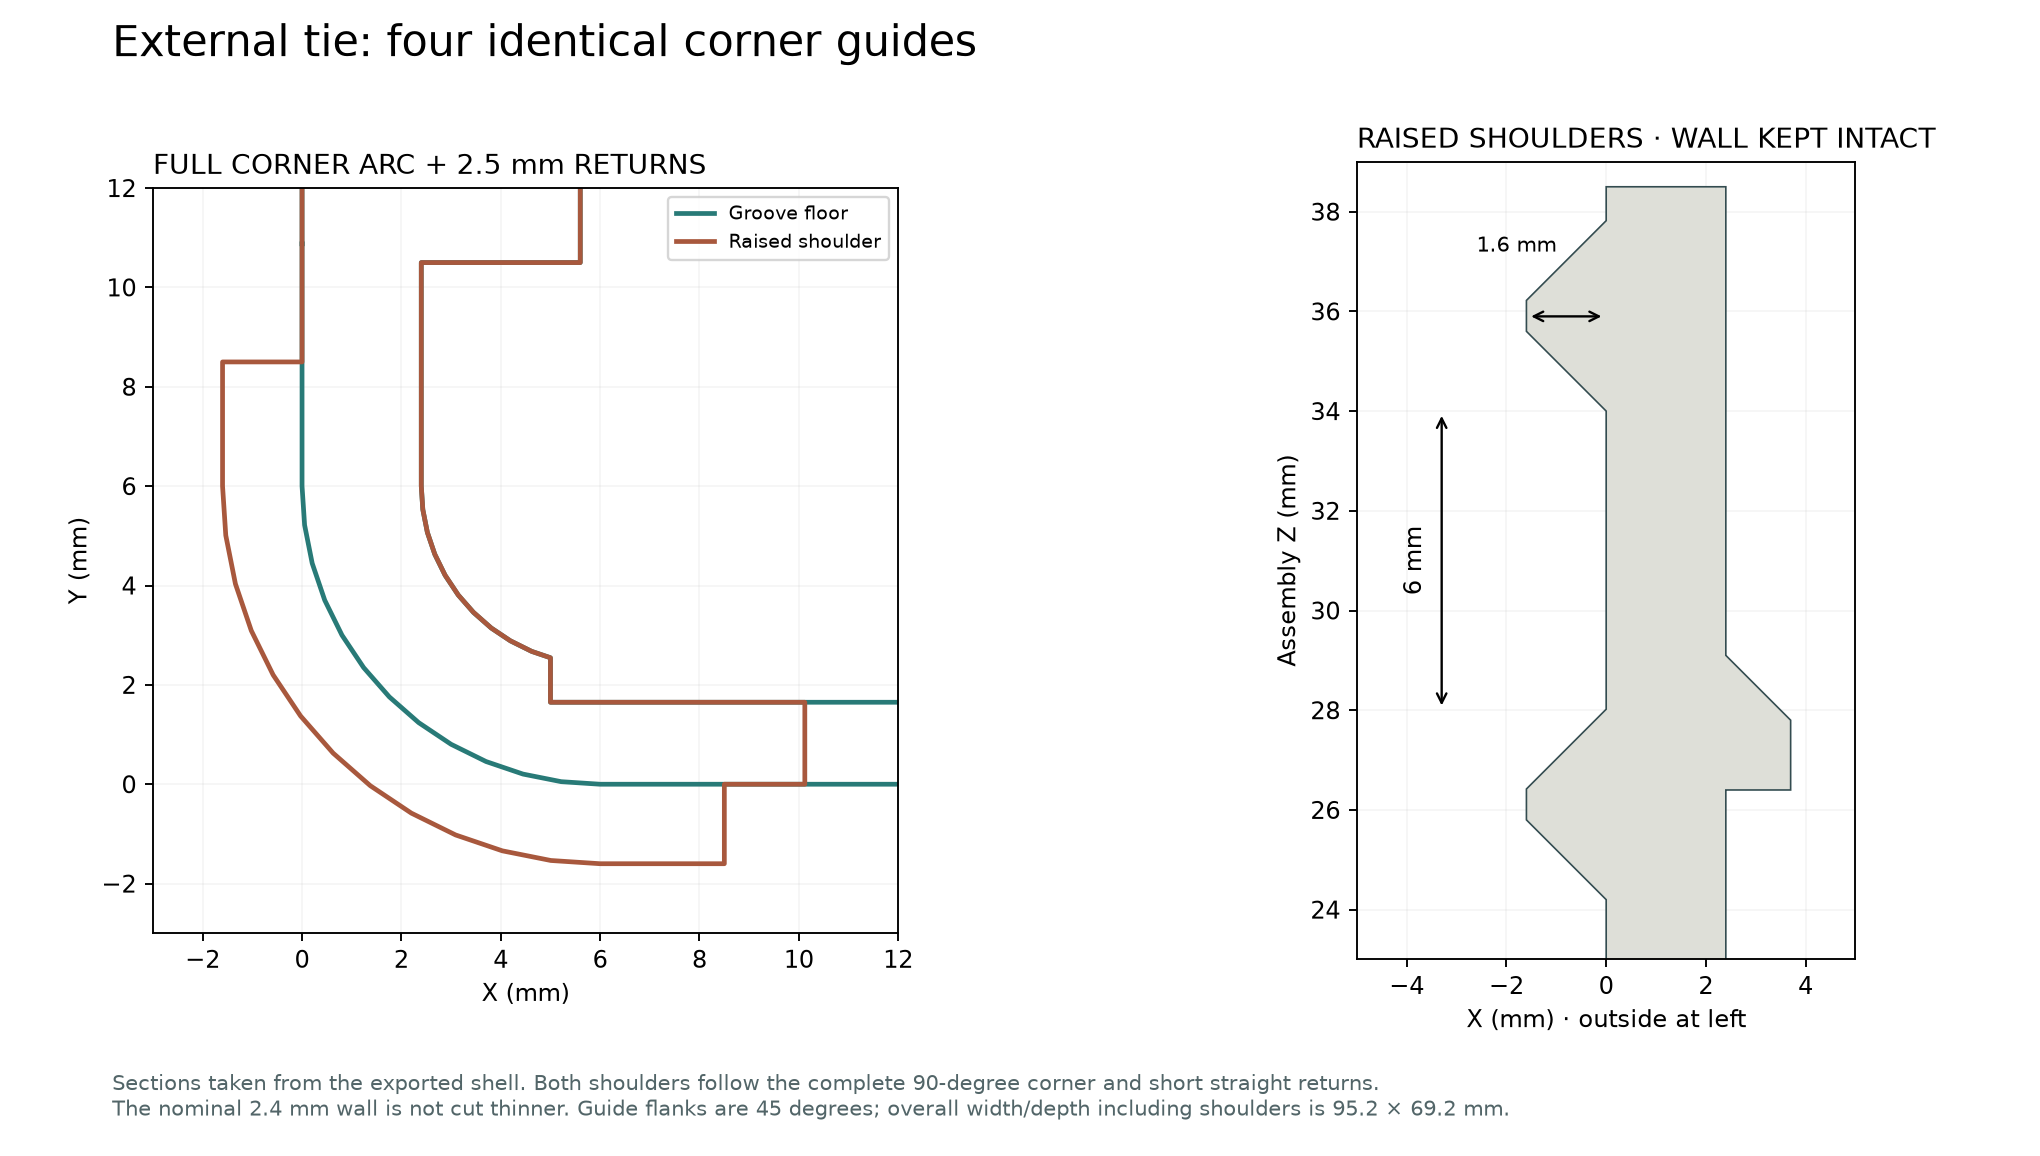 External tie: four identical corner guides
FULL CORNER ARC + 2.5 mm RETURNS
Groove floor
Raised shoulder
12
10
8
6
4
2
0
−2
Y (mm)
−2 0 2 4 6 8 10 12
X (mm)
RAISED SHOULDERS · WALL KEPT INTACT
1.6 mm
6 mm
38
36
34
32
30
28
26
24
Assembly Z (mm)
−4 −2 0 2 4
X (mm) · outside at left
Sections taken from the exported shell. Both shoulders follow the complete 90-degree corner and short straight returns.
The nominal 2.4 mm wall is not cut thinner. Guide flanks are 45 degrees; overall width/depth including shoulders is 95.2 × 69.2 mm.